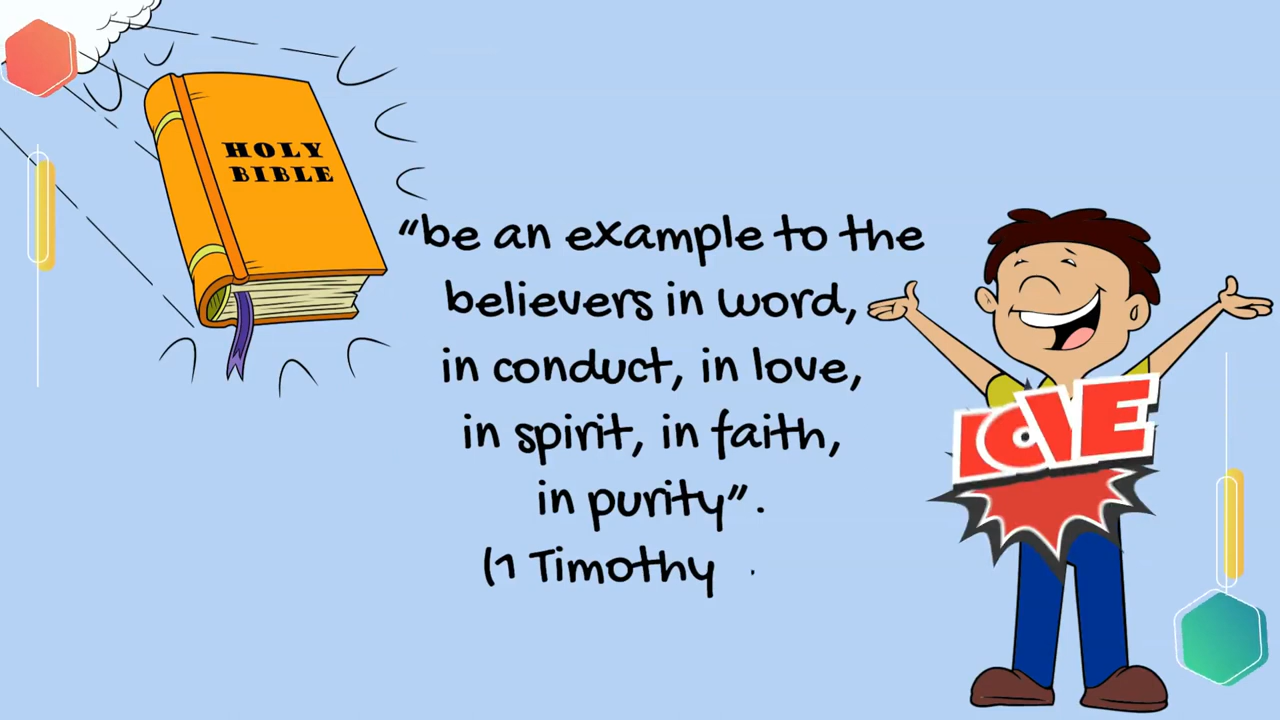 HOLY
BIBLE
“be an example to the
believers in word,
in conduct, in love,
in spirit, in faith,
in purity”.
(1 Timothy